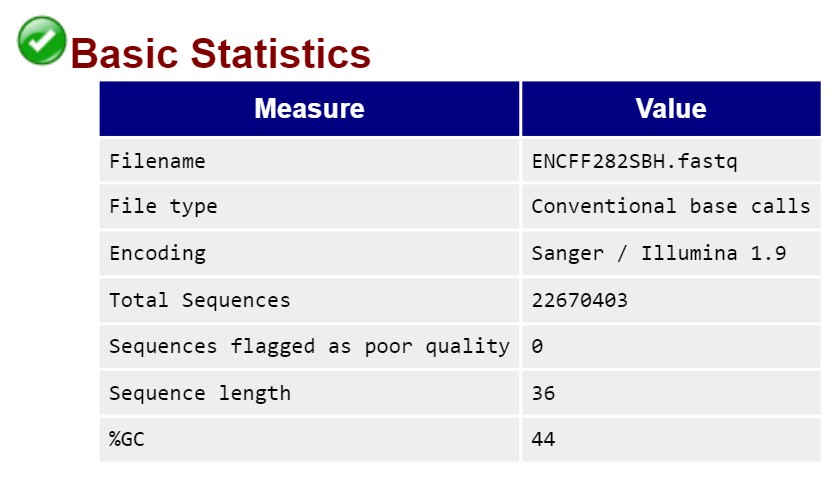 Basic Statistics
Measure Value
Filename ENCFF282SBH.fastq
File type Conventional base calls
Encoding Sanger / Illumina 1.9
Total Sequences 22670403
Sequences flagged as poor quality 0
Sequence length 36
%GC 44